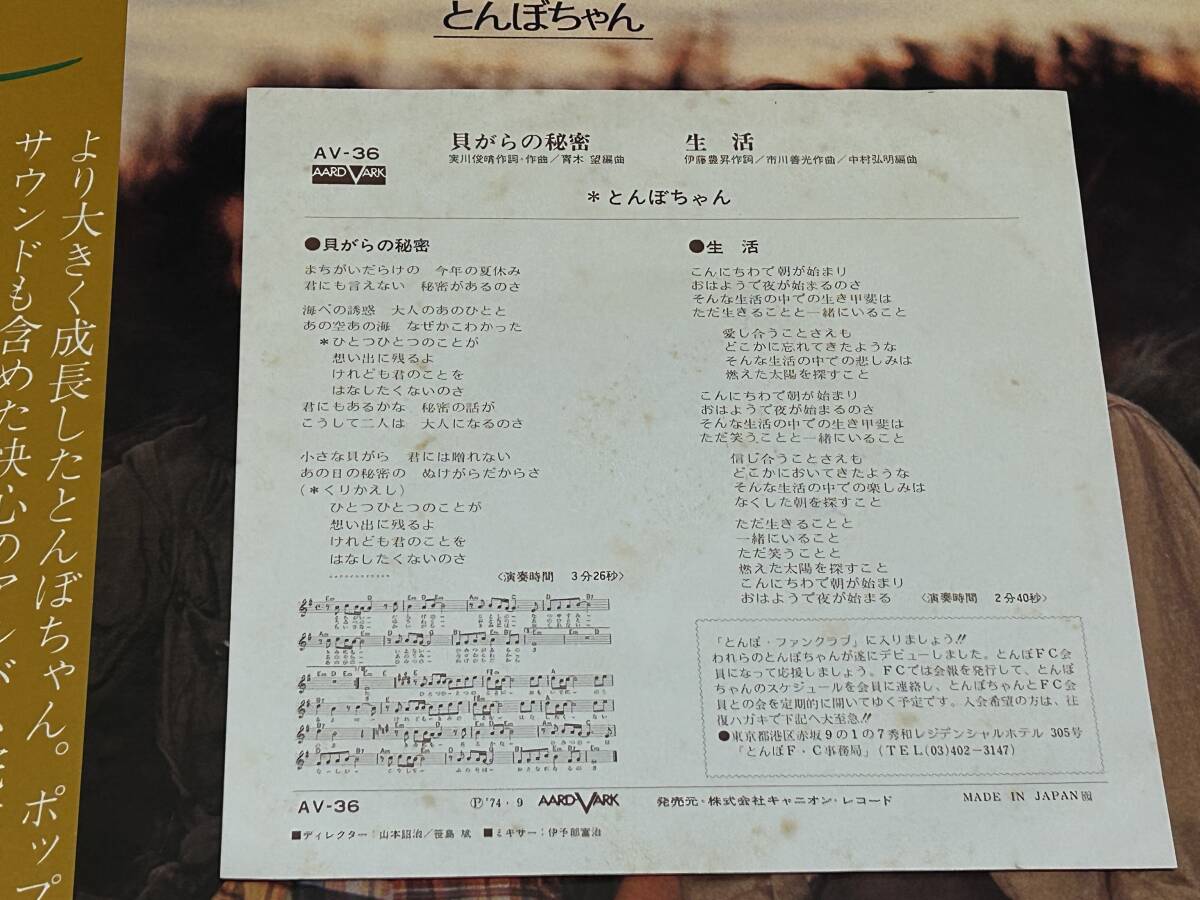 とんぼちゃん
より大きく成長したとんぼちゃん。ポップ
サウンドも含めた決心のア
AV-36
AARDVARK
貝がらの秘密
実川俊晴作詞・作曲/青木 望編曲
生 活
伊藤豊昇作詞/市川善光作曲/中村弘明編曲
*とんぼちゃん
●貝がらの秘密
まちがいだらけの 今年の夏休み
君にも言えない 秘密があるのさ
海べの誘惑 大人のあのひとと
あの空あの海 なぜかこわかった
*ひとつひとつのことが
想い出に残るよ
けれども君のことを
はなしたくないのさ
君にもあるかな 秘密の話が
こうして二人は 大人になるのさ
小さな貝がら 君には贈れない
あの日の秘密の ぬけがらだからさ
(*くりかえし)
ひとつひとつのことが
想い出に残るよ
けれども君のことを
はなしたくないのさ
〈演奏時間 3分26秒〉
●生 活
こんにちわで朝が始まり
おはようで夜が始まるのさ
そんな生活の中での生き甲斐は
ただ生きることと一緒にいること
愛し合うことさえも
どこかに忘れてきたような
そんな生活の中での悲しみは
燃えた太陽を探すこと
こんにちわで朝が始まり
おはようで夜が始まるのさ
そんな生活の中での生き甲斐は
ただ笑うことと一緒にいること
信じ合うことさえも
どこかにおいてきたような
そんな生活の中での楽しみは
なくした朝を探すこと
ただ生きることと
一緒にいること
ただ笑うことと
燃えた太陽を探すこと
こんにちわで朝が始まり
おはようで夜が始まる 〈演奏時間 2分40秒〉
「とんぼ・ファンクラブ」に入りましょう!!
われらのとんぼちゃんが遂にデビューしました。とんぼFC会
員になって応援しましょう。FCでは会報を発行して、とんぼ
ちゃんのスケジュールを会員に連絡し、とんぼちゃんとFC会
員との会を定期的に開いてゆく予定です。入会希望の方は、往
復ハガキで下記へ大至急!!
●東京都港区赤坂9の1の7秀和レジデンシャルホテル 305号
「とんぼF・C事務局」(TEL(03)402-3147)
AV-36 Ⓟ'74・9 AARDVARK 発売元・株式会社キャニオン・レコード MADE IN JAPAN
■ディレクター:山本詔治/笹島 斌 ■ミキサー:伊予部富治